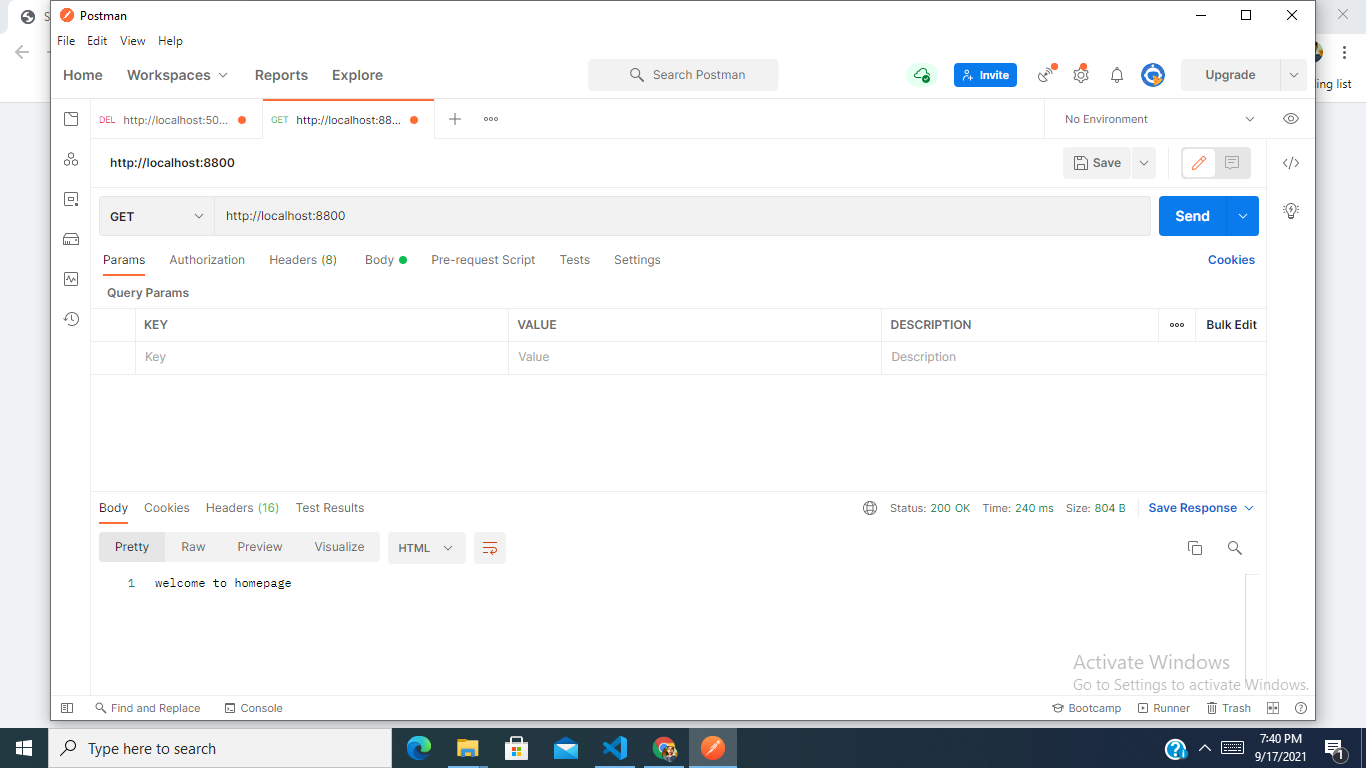 S
Postman
File Edit View Help
Home Workspaces Reports Explore Search Postman Invite Upgrade
ing list
DEL http://localhost:50... GET http://localhost:88... No Environment
http://localhost:8800 Save
GET http://localhost:8800 Send
Params Authorization Headers (8) Body Pre-request Script Tests Settings Cookies
Query Params
KEY VALUE DESCRIPTION Bulk Edit
Key Value Description
Body Cookies Headers (16) Test Results Status: 200 OK Time: 240 ms Size: 804 B Save Response
Pretty Raw Preview Visualize HTML
1 welcome to homepage
Activate Windows
Go to Settings to activate Windows.
Find and Replace Console Bootcamp Runner Trash
Type here to search 7:40 PM
9/17/2021 1